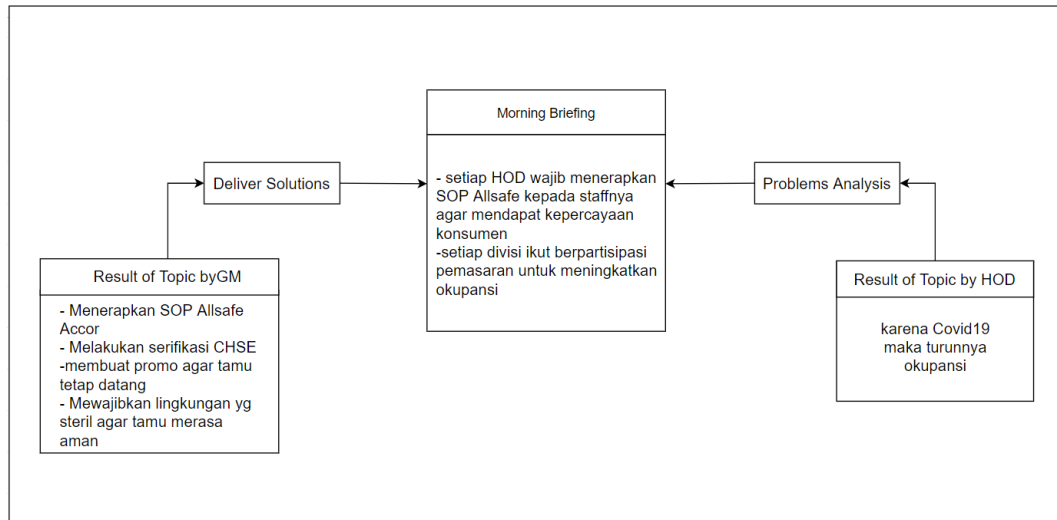 Morning Briefing
- setiap HOD wajib menerapkan
SOP Allsafe kepada staffnya
agar mendapat kepercayaan
konsumen
-setiap divisi ikut berpartisipasi
pemasaran untuk meningkatkan
okupansi
Deliver Solutions
Problems Analysis
Result of Topic byGM
- Menerapkan SOP Allsafe
Accor
- Melakukan serifikasi CHSE
-membuat promo agar tamu
tetap datang
- Mewajibkan lingkungan yg
steril agar tamu merasa
aman
Result of Topic by HOD
karena Covid19
maka turunnya
okupansi